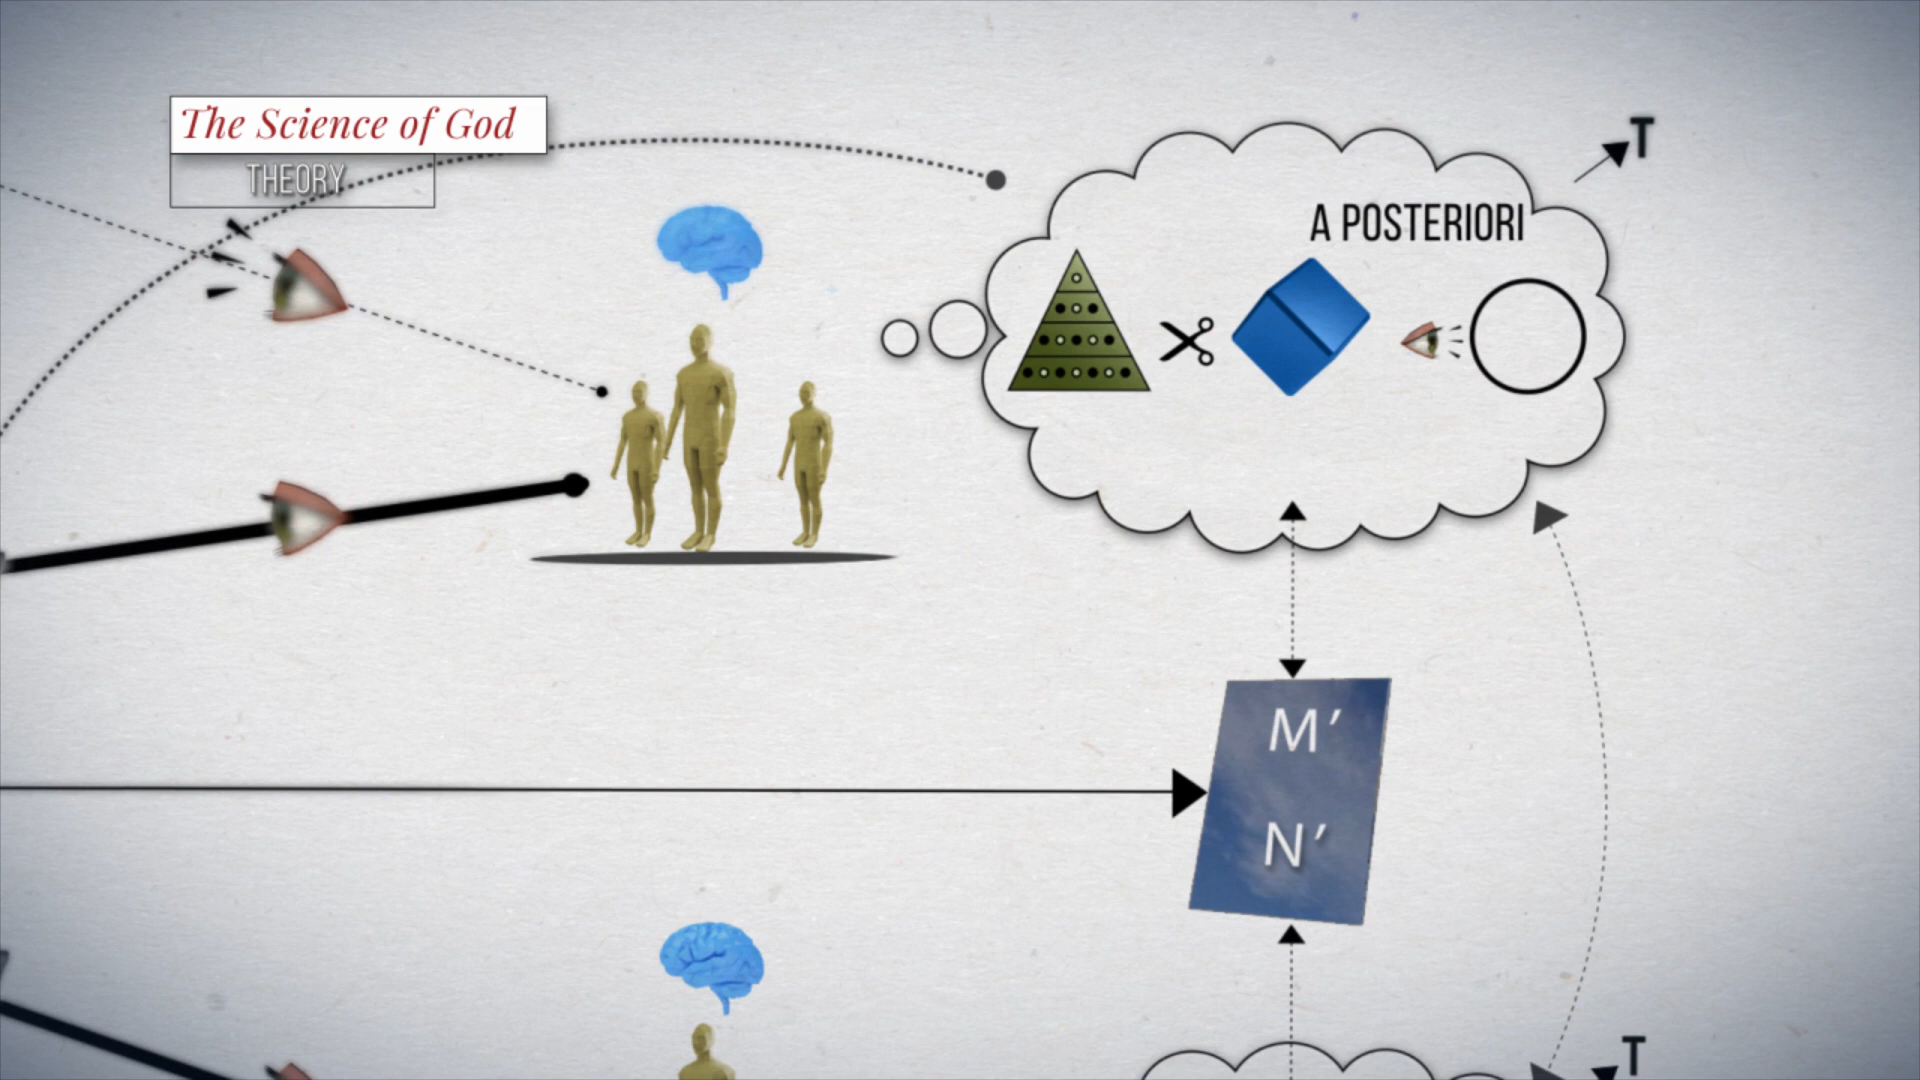 The Science of God
THEORY
T
A POSTERIORI
M′
N′
T